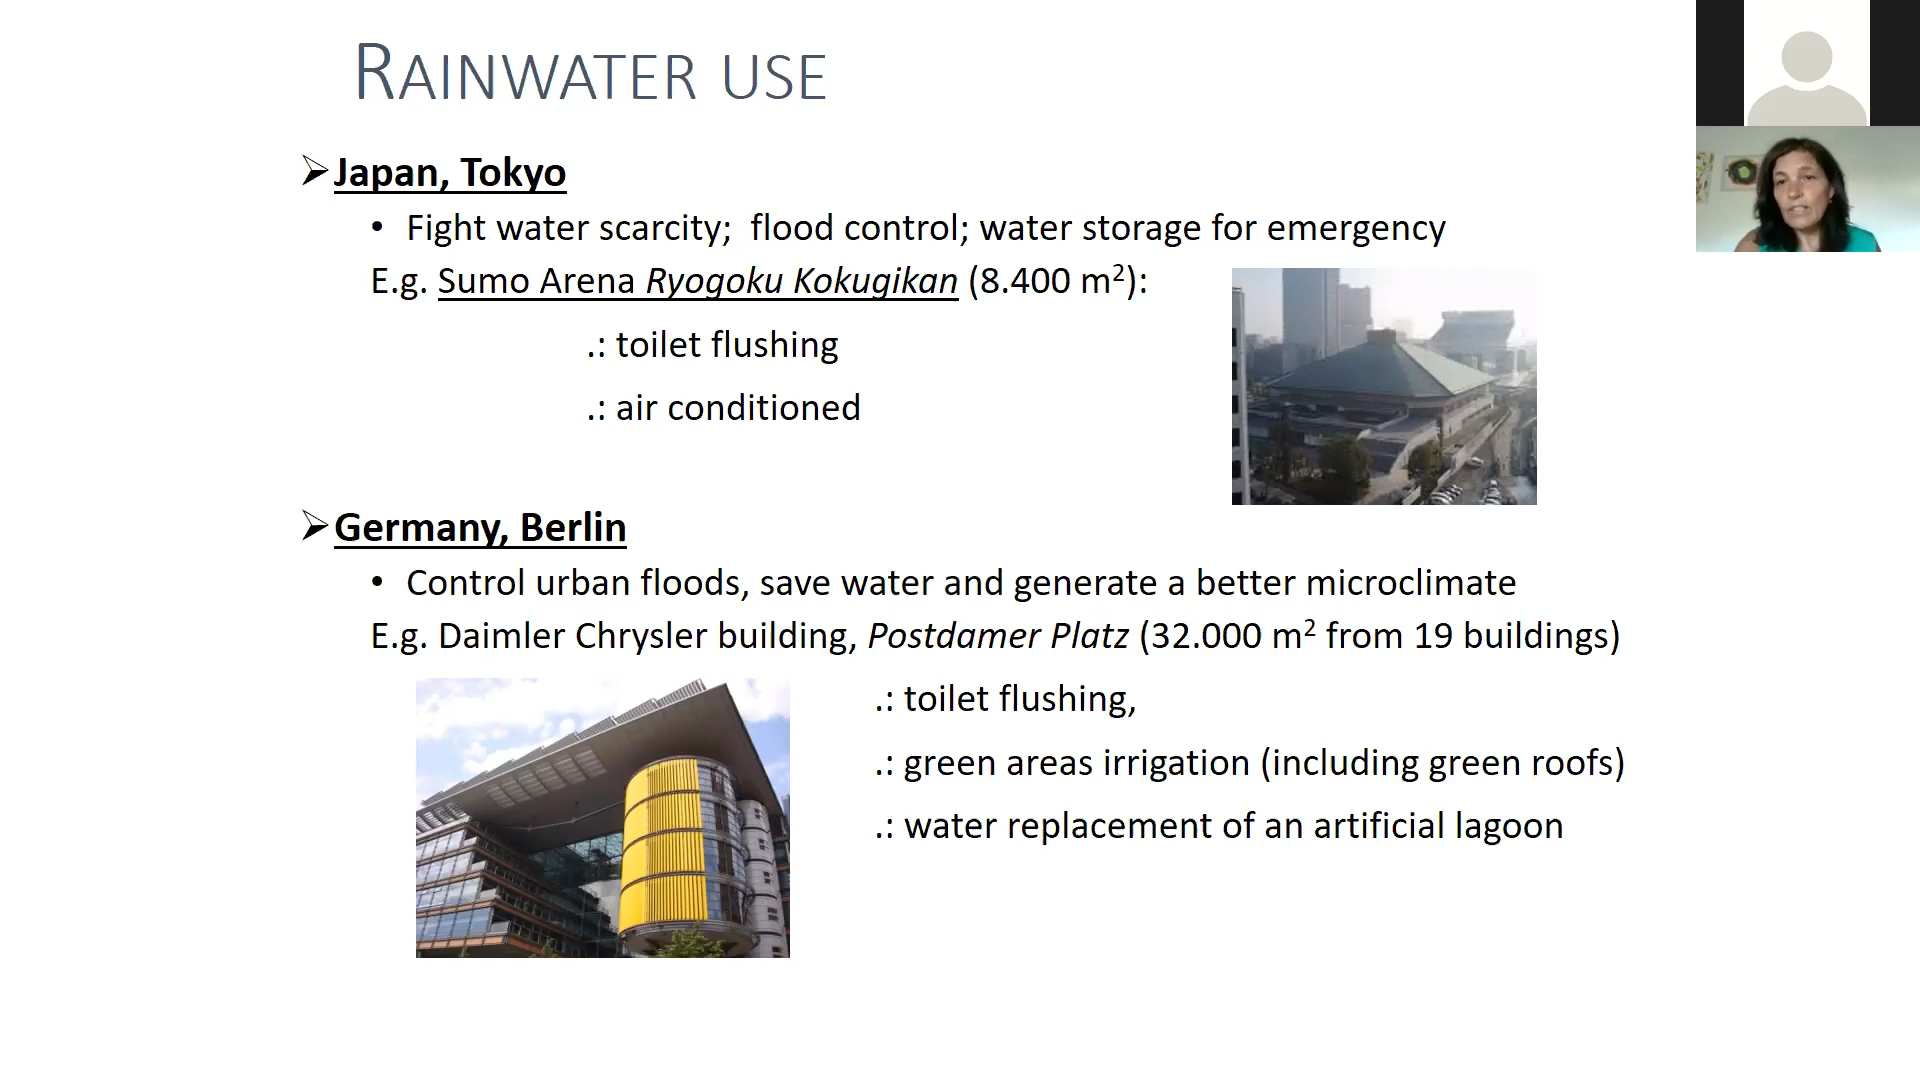 RAINWATER USE
➢Japan, Tokyo
• Fight water scarcity; flood control; water storage for emergency
E.g. Sumo Arena Ryogoku Kokugikan (8.400 m²):
.: toilet flushing
.: air conditioned
➢Germany, Berlin
• Control urban floods, save water and generate a better microclimate
E.g. Daimler Chrysler building, Postdamer Platz (32.000 m² from 19 buildings)
.: toilet flushing,
.: green areas irrigation (including green roofs)
.: water replacement of an artificial lagoon